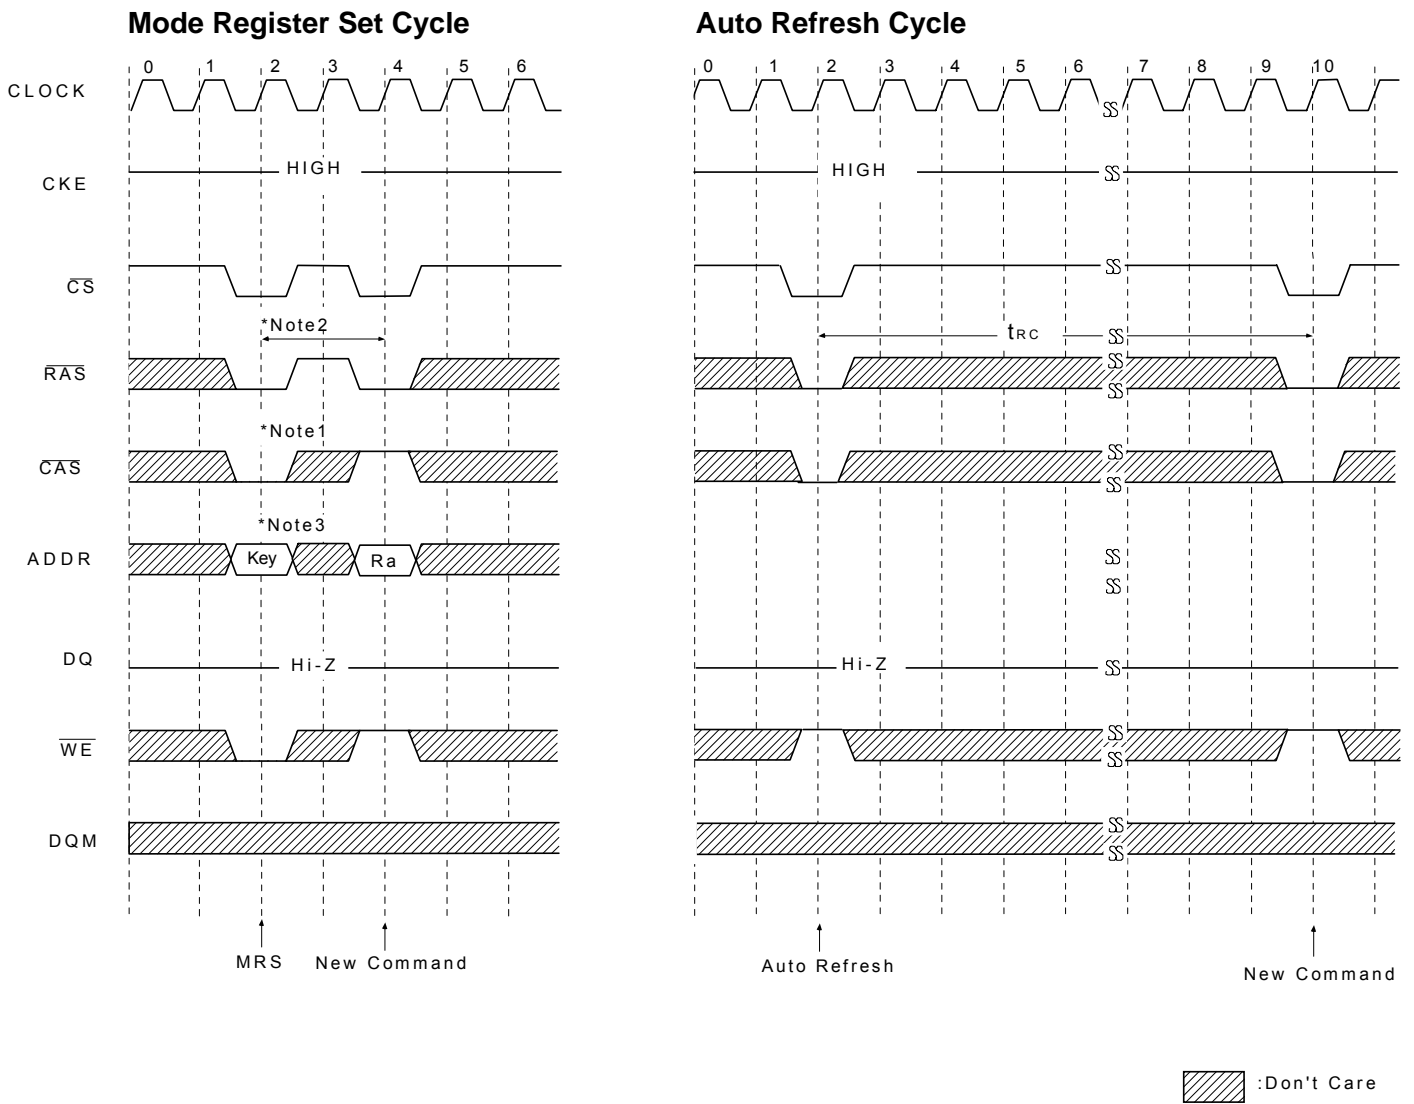 Mode Register Set Cycle
Auto Refresh Cycle
0 1 2 3 4 5 6
0 1 2 3 4 5 6 7 8 9 10
CLOCK
CKE
HIGH
HIGH
CS
*Note2
tRC
RAS
*Note1
CAS
*Note3
ADDR
Key
Ra
DQ
Hi-Z
Hi-Z
WE
DQM
MRS
New Command
Auto Refresh
New Command
:Don't Care